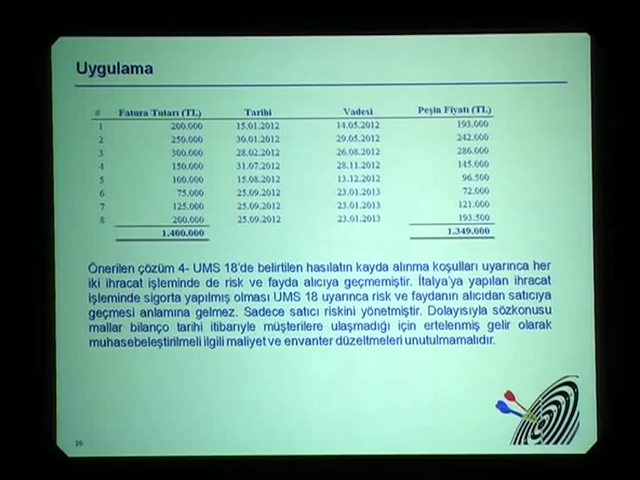 Uygulama
# Fatura Tutarı (TL) Tarihi Vadesi Peşin Fiyatı (TL)
1 200.000 15.01.2012 14.05.2012 193.000
2 250.000 30.01.2012 29.05.2012 242.000
3 300.000 28.02.2012 26.08.2012 286.000
4 150.000 31.07.2012 28.11.2012 145.000
5 100.000 15.08.2012 13.12.2012 96.500
6 75.000 25.09.2012 23.01.2013 72.000
7 125.000 25.09.2012 23.01.2013 121.000
8 200.000 25.09.2012 23.01.2013 193.500
1.400.000 1.349.000
Önerilen çözüm 4- UMS 18'de belirtilen hasılatın kayda alınma koşulları uyarınca her
iki ihracat işleminde de risk ve fayda alıcıya geçmemiştir. İtalya'ya yapılan ihracat
işleminde sigorta yapılmış olması UMS 18 uyarınca risk ve faydanın alıcıdan satıcıya
geçmesi anlamına gelmez. Sadece satıcı riskini yönetmiştir. Dolayısıyla sözkonusu
mallar bilanço tarihi itibarıyle müşterilere ulaşmadığı için ertelenmiş gelir olarak
muhasebeleştirilmeli ilgili maliyet ve envanter düzeltmeleri unutulmamalıdır.
20